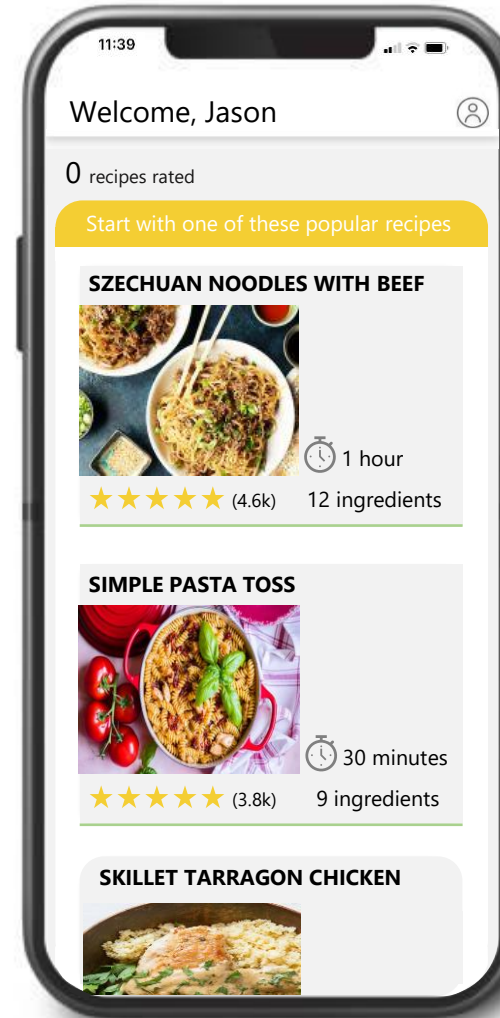 11:39
Welcome, Jason
0 recipes rated
Start with one of these popular recipes
SZECHUAN NOODLES WITH BEEF
1 hour
(4.6k) 12 ingredients
SIMPLE PASTA TOSS
30 minutes
(3.8k) 9 ingredients
SKILLET TARRAGON CHICKEN